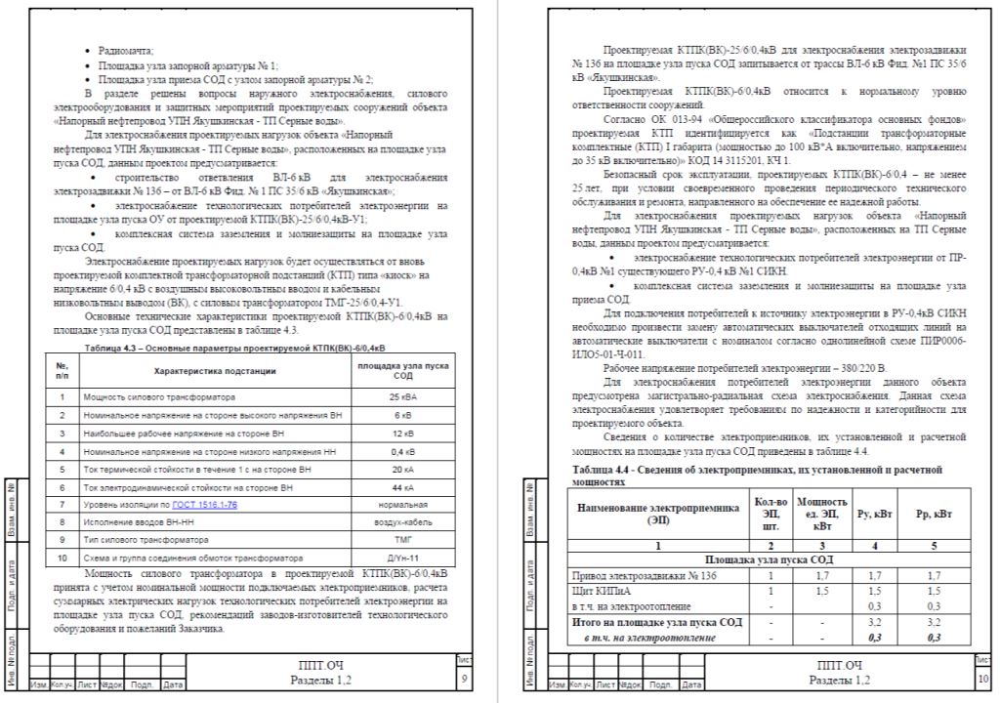 • Радиомачта;
• Площадка узла запорной арматуры № 1;
• Площадка узла приема СОД с узлом запорной арматуры № 2;
В разделе решены вопросы наружного электроснабжения, силового
электрооборудования и защитных мероприятий проектируемых сооружений объекта
«Напорный нефтепровод УПН Якушкинская - ТП Серные воды».
Для электроснабжения проектируемых нагрузок объекта «Напорный
нефтепровод УПН Якушкинская - ТП Серные воды», расположенных на площадке узла
пуска СОД, данным проектом предусматривается:
• строительство ответвления ВЛ-6 кВ для электроснабжения
электрозадвижки № 136 – от ВЛ-6 кВ Фид. № 1 ПС 35/6 кВ «Якушкинская»;
• электроснабжение технологических потребителей электроэнергии на
площадке узла пуска ОУ от проектируемой КТПК(ВК)-25/6/0,4кВ-У1;
• комплексная система заземления и молниезащиты на площадке узла
пуска СОД.
Электроснабжение проектируемых нагрузок будет осуществляться от вновь
проектируемой комплектной трансформаторной подстанций (КТП) типа «киоск» на
напряжение 6/0,4 кВ с воздушным высоковольтным вводом и кабельным
низковольтным выводом (ВК), с силовым трансформатором ТМГ-25/6/0,4-У1.
Основные технические характеристики проектируемой КТПК(ВК)-6/0,4кВ на
площадке узла пуска СОД представлены в таблице 4.3.
Таблица 4.3 – Основные параметры проектируемой КТПК(ВК)-6/0,4кВ
№, п/п Характеристика подстанции площадка узла пуска СОД
1 Мощность силового трансформатора 25 кВА
2 Номинальное напряжение на стороне высокого напряжения ВН 6 кВ
3 Наибольшее рабочее напряжение на стороне ВН 12 кВ
4 Номинальное напряжение на стороне низкого напряжения НН 0,4 кВ
5 Ток термической стойкости в течение 1 с на стороне ВН 20 кА
6 Ток электродинамической стойкости на стороне ВН 44 кА
7 Уровень изоляции по ГОСТ 1516.1-76 нормальная
8 Исполнение вводов ВН-НН воздух-кабель
9 Тип силового трансформатора ТМГ
10 Схема и группа соединения обмоток трансформатора Д/Yн-11
Мощность силового трансформатора в проектируемой КТПК(ВК)-6/0,4кВ
принята с учетом номинальной мощности подключаемых электроприемников, расчета
суммарных электрических нагрузок технологических потребителей электроэнергии на
площадке узла пуска СОД, рекомендаций заводов-изготовителей технологического
оборудования и пожеланий Заказчика.
Взам. инв. №
Подп. и дата
Инв. № подл.
Изм. Кол.уч. Лист №док Подп. Дата
ППТ.ОЧ
Разделы 1,2
Лист
9
Проектируемая КТПК(ВК)-25/6/0,4кВ для электроснабжения электрозадвижки
№ 136 на площадке узла пуска СОД запитывается от трассы ВЛ-6 кВ Фид. №1 ПС 35/6
кВ «Якушкинская».
Проектируемая КТПК(ВК)-6/0.4кВ относится к нормальному уровню
ответственности сооружений.
Согласно ОК 013-94 «Общероссийского классификатора основных фондов»
проектируемая КТП идентифицируется как «Подстанции трансформаторные
комплектные (КТП) I габарита (мощностью до 100 кВ*А включительно, напряжением
до 35 кВ включительно)» КОД 14 3115201, КЧ 1.
Безопасный срок эксплуатации, проектируемых КТПК(ВК)-6/0,4 – не менее
25 лет, при условии своевременного проведения периодического технического
обслуживания и ремонта, направленного на обеспечение ее надежной работы.
Для электроснабжения проектируемых нагрузок объекта «Напорный
нефтепровод УПН Якушкинская - ТП Серные воды», расположенных на ТП Серные
воды, данным проектом предусматривается:
• электроснабжение технологических потребителей электроэнергии от ПР-
0,4кВ №1 существующего РУ-0,4 кВ №1 СИКН.
• комплексная система заземления и молниезащиты на площадке узла
приема СОД.
Для подключения потребителей к источнику электроэнергии в РУ-0,4кВ СИКН
необходимо произвести замену автоматических выключателей отходящих линий на
автоматические выключатели с номиналом согласно однолинейной схеме ПИР0006-
ИЛО5-01-Ч-011.
Рабочее напряжение потребителей электроэнергии – 380/220 В.
Для электроснабжения потребителей электроэнергии данного объекта
предусмотрена магистрально-радиальная схема электроснабжения. Данная схема
электроснабжения удовлетворяет требованиям по надежности и категорийности для
проектируемого объекта.
Сведения о количестве электроприемников, их установленной и расчетной
мощностях на площадке узла пуска СОД приведены в таблице 4.4.
Таблица 4.4 - Сведения об электроприемниках, их установленной и расчетной
мощностях
Наименование электроприемника (ЭП) Кол-во ЭП, шт. Мощность ед. ЭП, кВт Ру, кВт Рр, кВт
1 2 3 4 5
Площадка узла пуска СОД
Привод электрозадвижки № 136 1 1,7 1,7 1,7
Щит КИПиА 1 1,5 1,5 1,5
в т.ч. на электроотопление - 0,3 0,3
Итого на площадке узла пуска СОД - - 3,2 3,2
в т.ч. на электроотопление - - 0,3 0,3
Взам. инв. №
Подп. и дата
Инв. № подл.
Изм. Кол.уч. Лист №док Подп. Дата
ППТ.ОЧ
Разделы 1,2
Лист
10